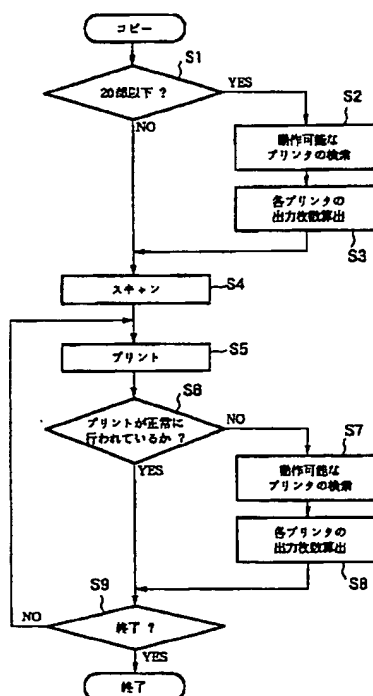 コピー
S1
20部以下 ?
YES
NO
S2
動作可能な
プリンタの検索
各プリンタの
出力枚数算出
S3
スキャン
S4
プリント
S5
S6
プリントが正常に
行われているか ?
NO
YES
S7
動作可能な
プリンタの検索
各プリンタの
出力枚数算出
S8
S9
終了 ?
NO
YES
終了